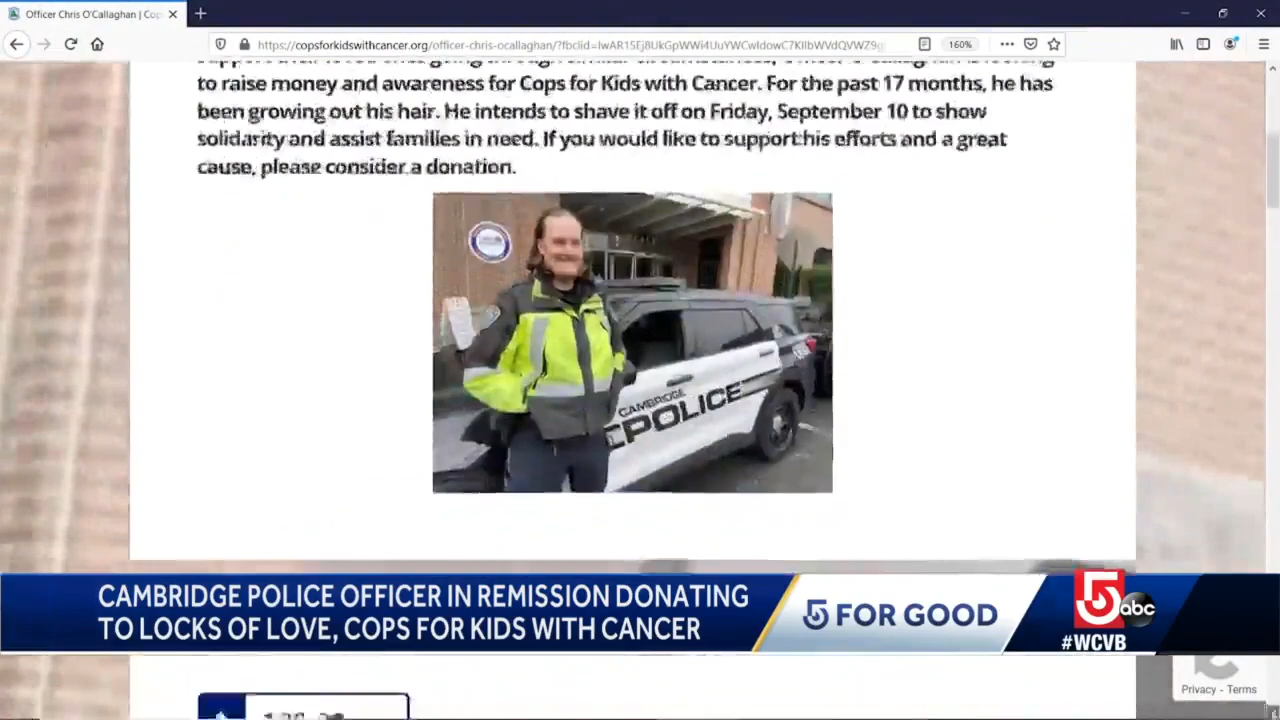 Officer Chris O'Callaghan | Cop
https://copsforkidswithcancer.org/officer-chris-ocallaghan/?fbclid=IwAR15Ej8UkGpWWi4UuYWCwIdowC7KIlbWVdQVWZ9g
160%
to raise money and awareness for Cops for Kids with Cancer. For the past 17 months, he has
been growing out his hair. He intends to shave it off on Friday, September 10 to show
solidarity and assist families in need. If you would like to support his efforts and a great
cause, please consider a donation.
CAMBRIDGE
POLICE
CAMBRIDGE POLICE OFFICER IN REMISSION DONATING
TO LOCKS OF LOVE, COPS FOR KIDS WITH CANCER
5 FOR GOOD
5 abc
#WCVB
Privacy - Terms